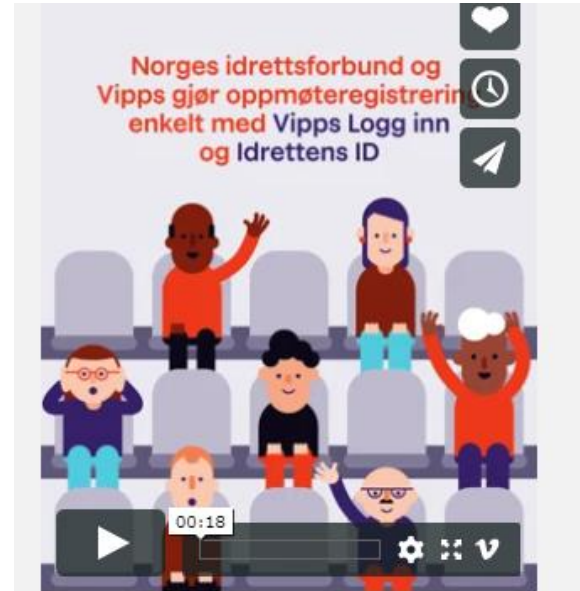 Norges idrettsforbund og
Vipps gjør oppmøteregistrering
enkelt med Vipps Logg inn
og Idrettens ID
00:18